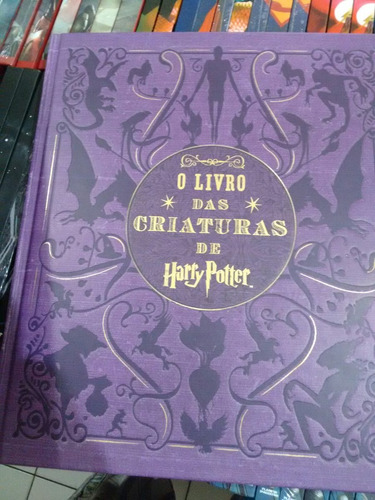 O LIVRO
DAS
CRIATURAS
DE
Harry Potter